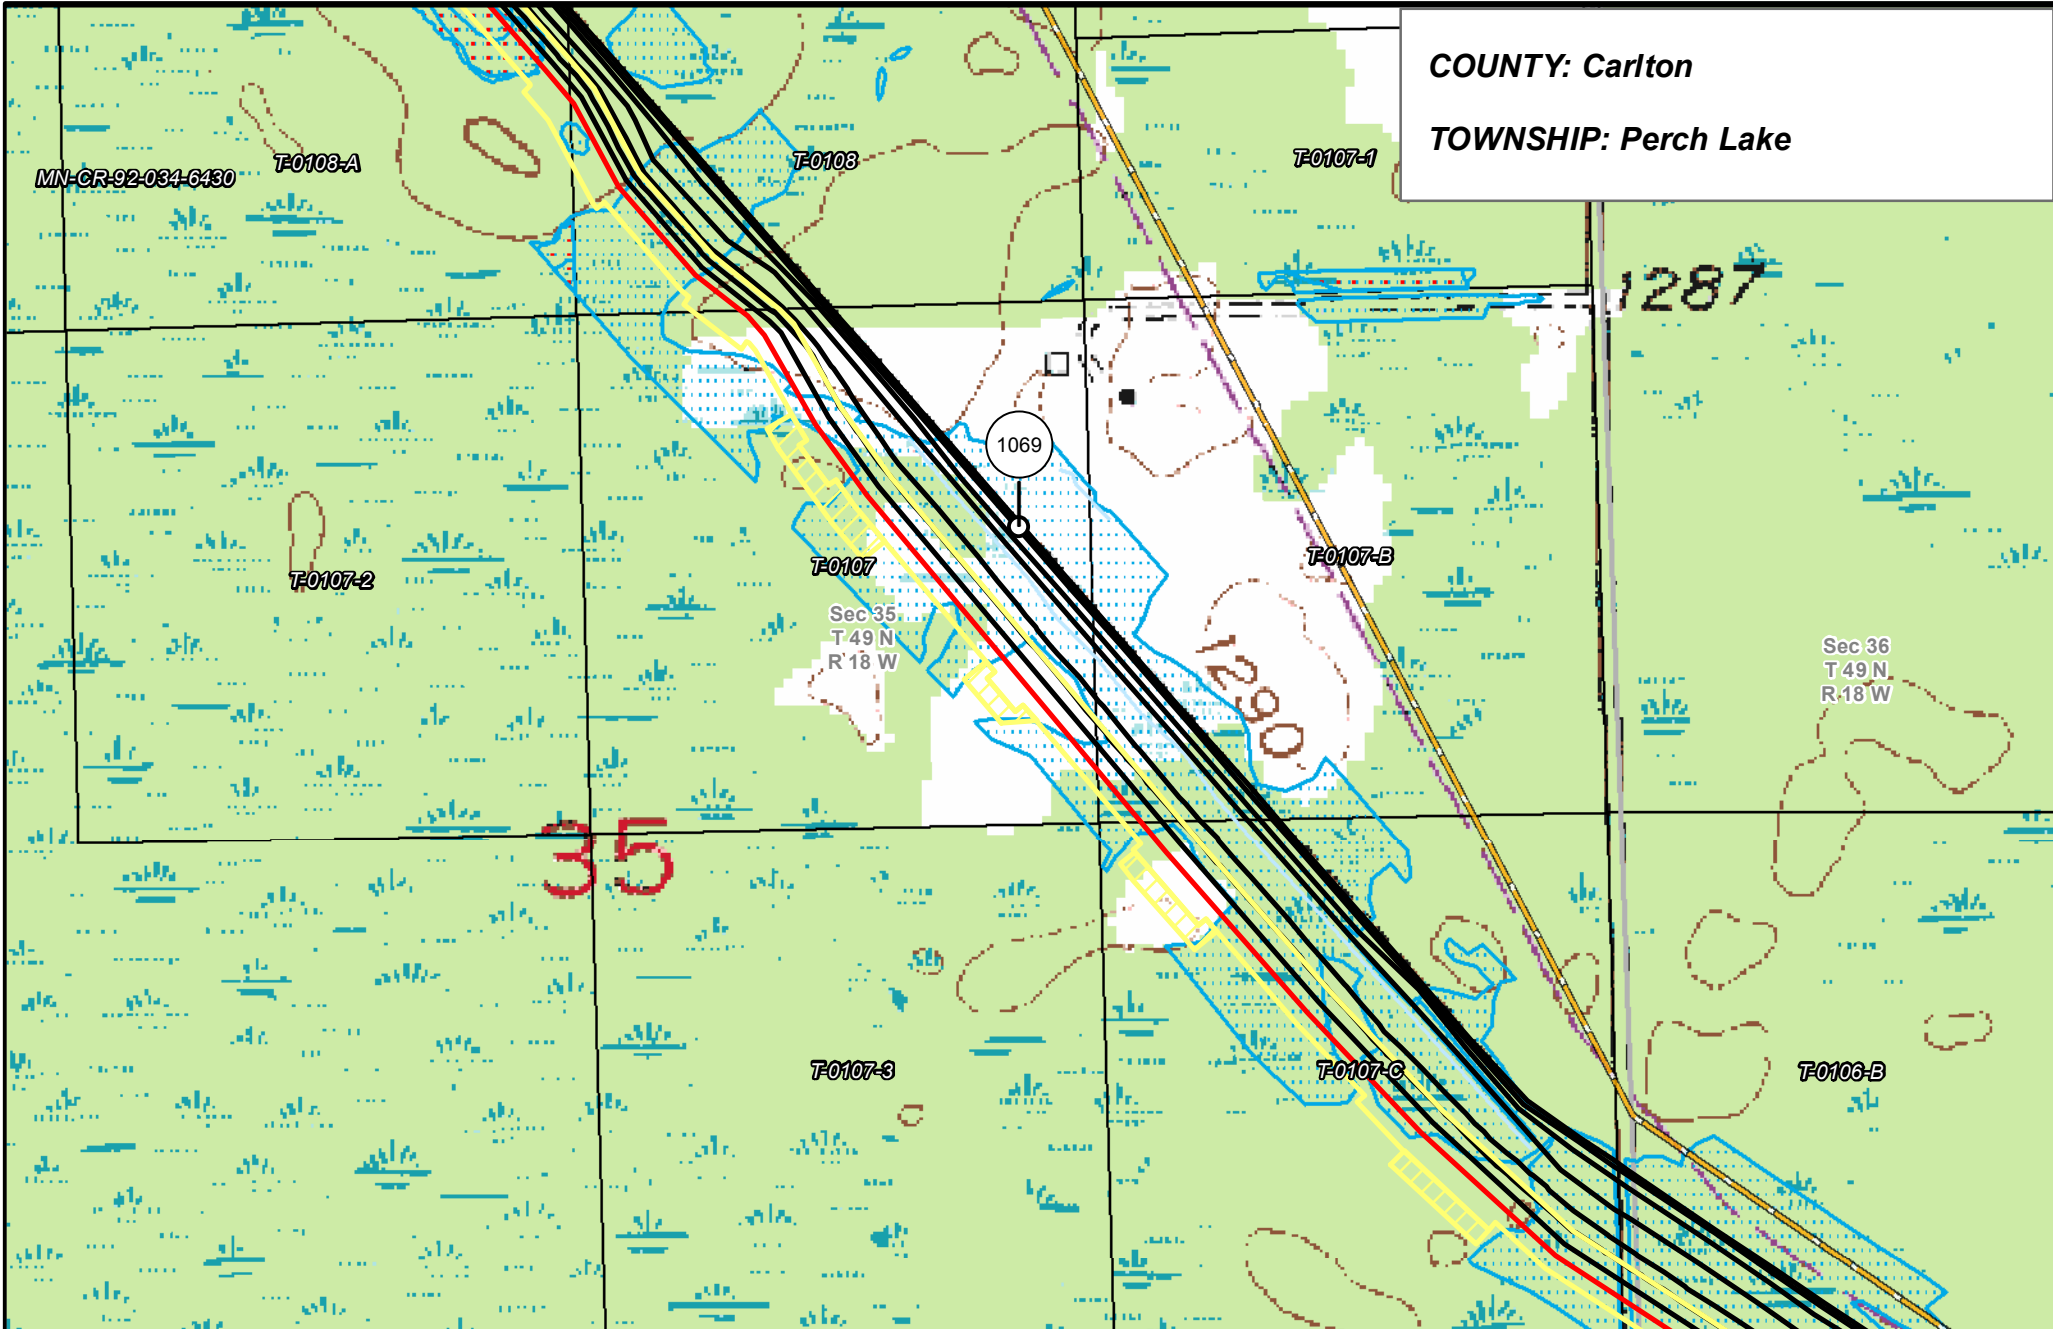 COUNTY: Carlton
TOWNSHIP: Perch Lake
MN-CR-92-034-6430
T-0108-A
T-0108
T-0107-1
1287
1069
T-0107-2
T-0107
T-0107-B
Sec 35
T 49 N
R 18 W
1290
Sec 36
T 49 N
R 18 W
35
T-0107-3
T-0107-C
T-0106-B